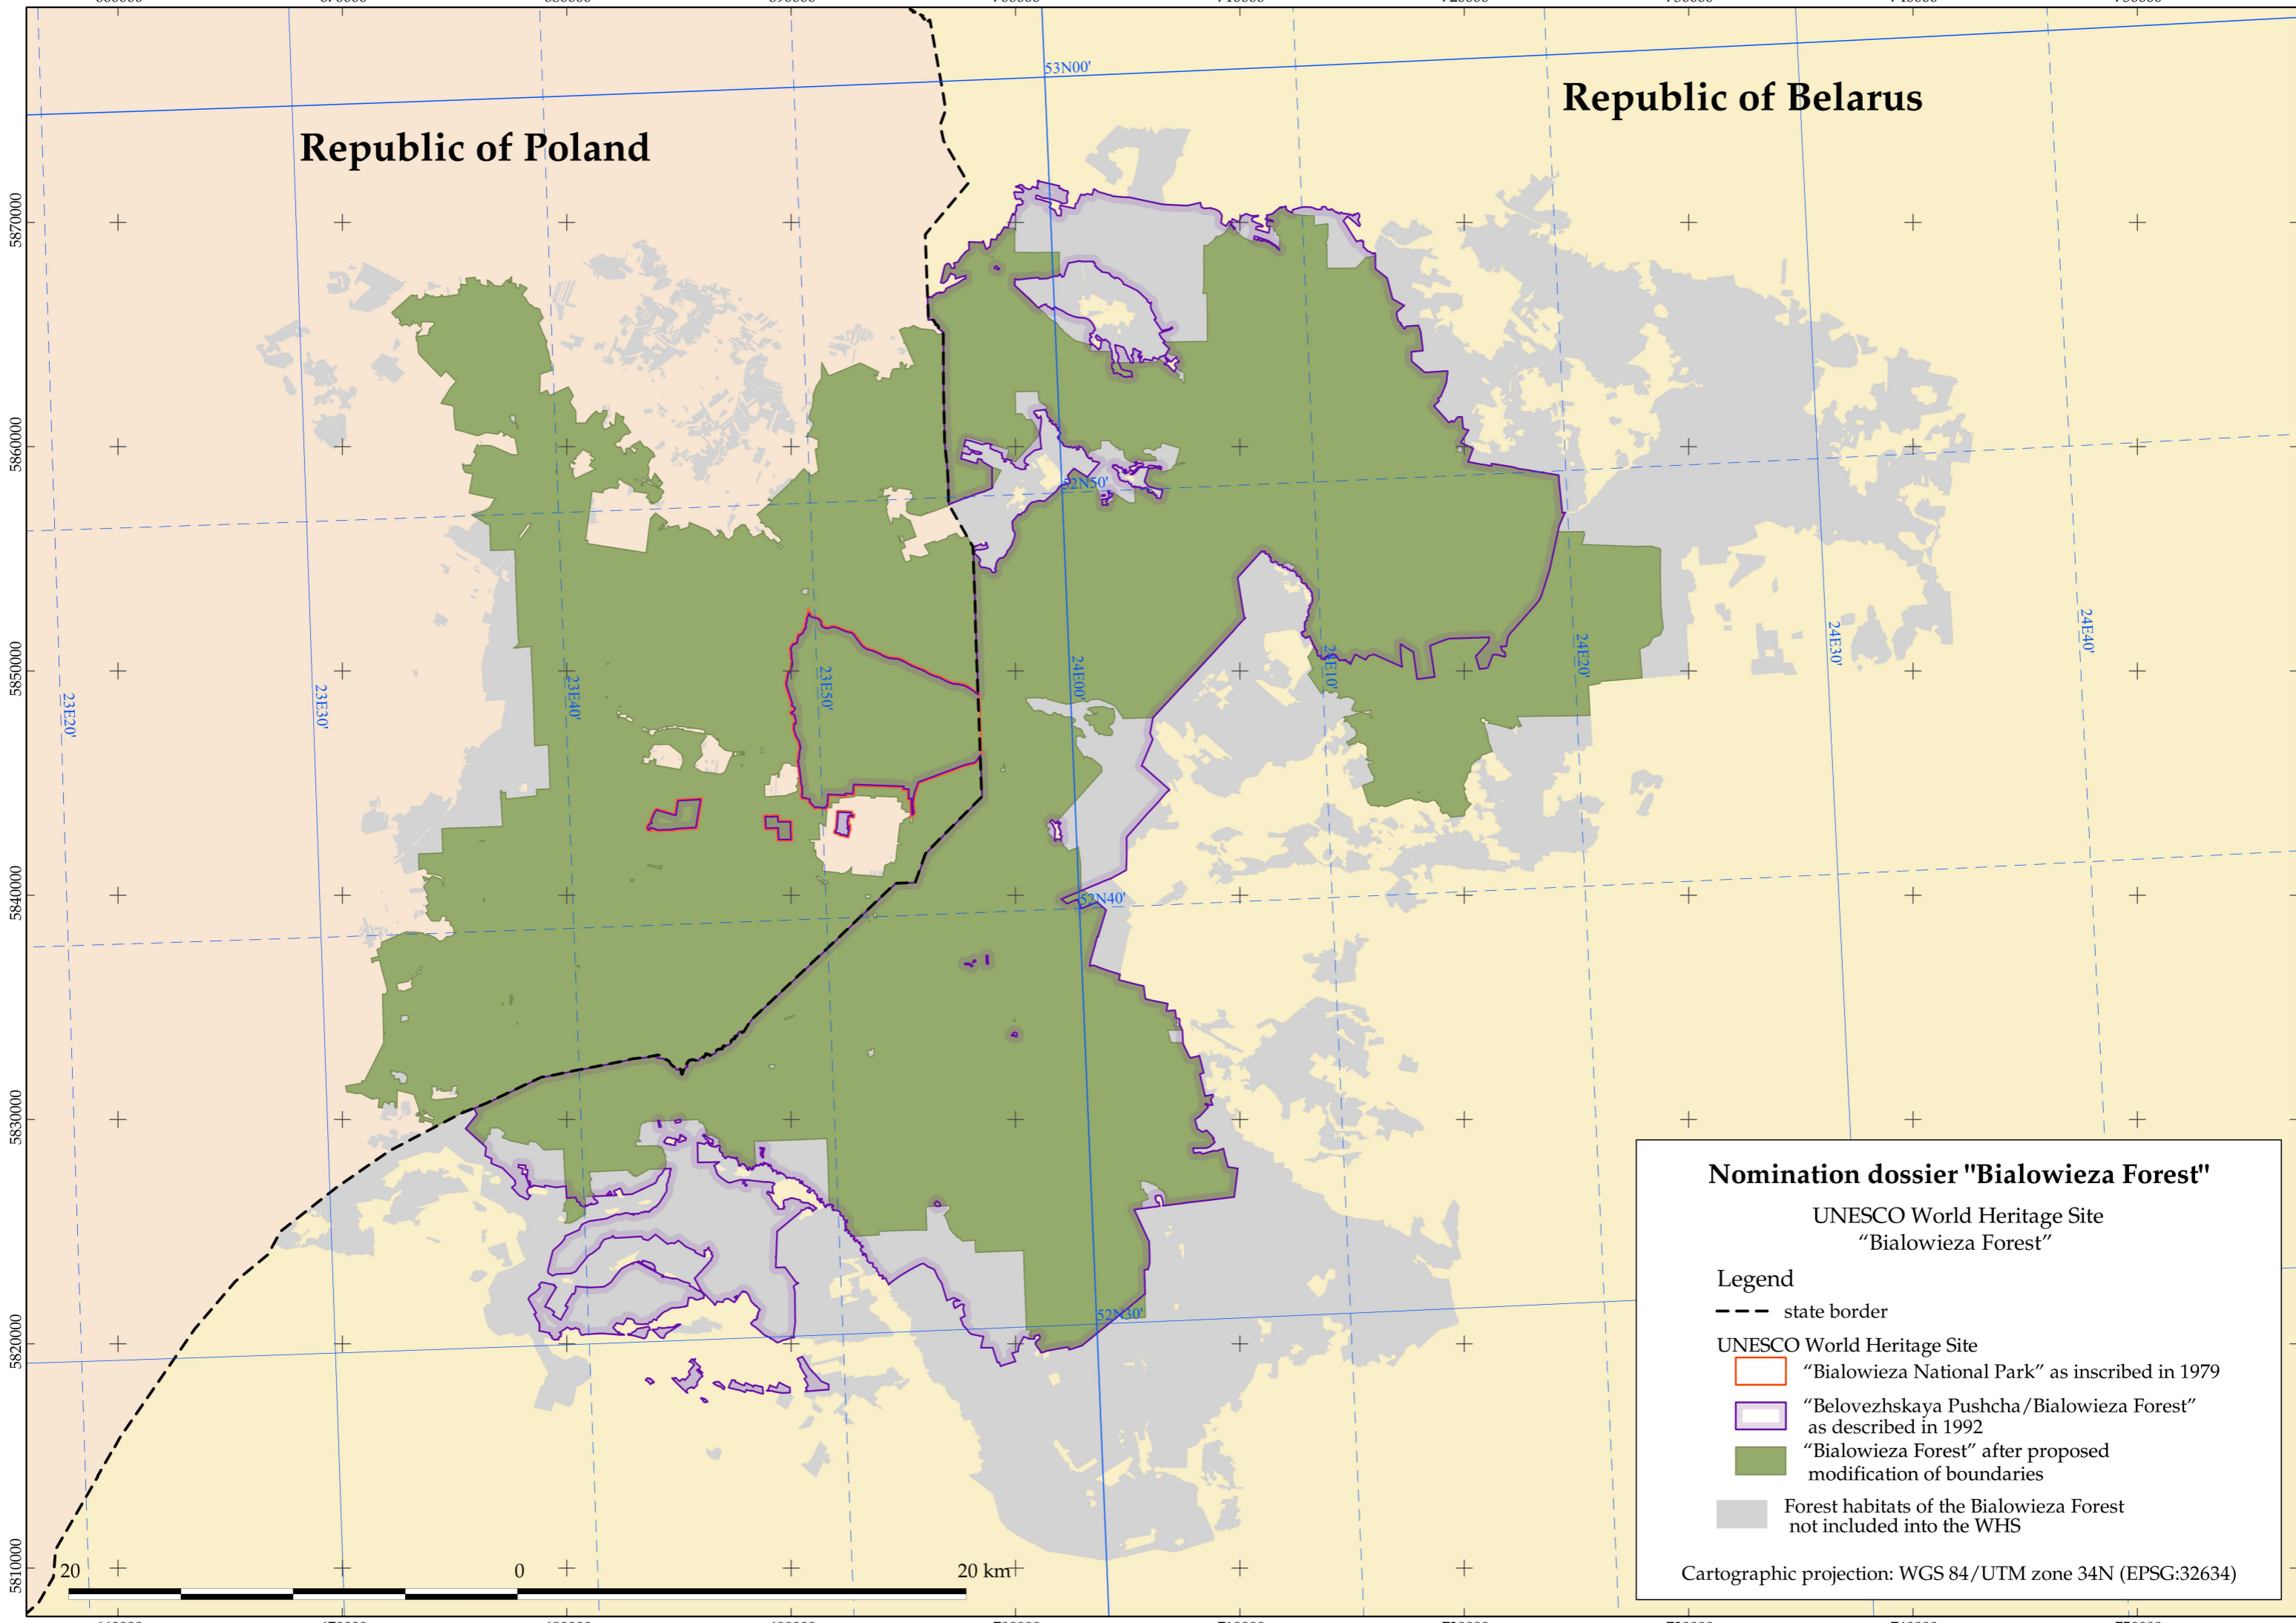 Republic of Poland
Republic of Belarus
53N00'
52N50'
52N40'
52N30'
23E20'
23E30'
23E40'
23E50'
24E00'
24E10'
24E20'
24E30'
24E40'
5870000
5860000
5850000
5840000
5830000
5820000
5810000
20 0 20 km
Nomination dossier "Bialowieza Forest"
UNESCO World Heritage Site
“Bialowieza Forest”
Legend
state border
UNESCO World Heritage Site
“Bialowieza National Park” as inscribed in 1979
“Belovezhskaya Pushcha/Bialowieza Forest”
as described in 1992
“Bialowieza Forest” after proposed
modification of boundaries
Forest habitats of the Bialowieza Forest
not included into the WHS
Cartographic projection: WGS 84/UTM zone 34N (EPSG:32634)